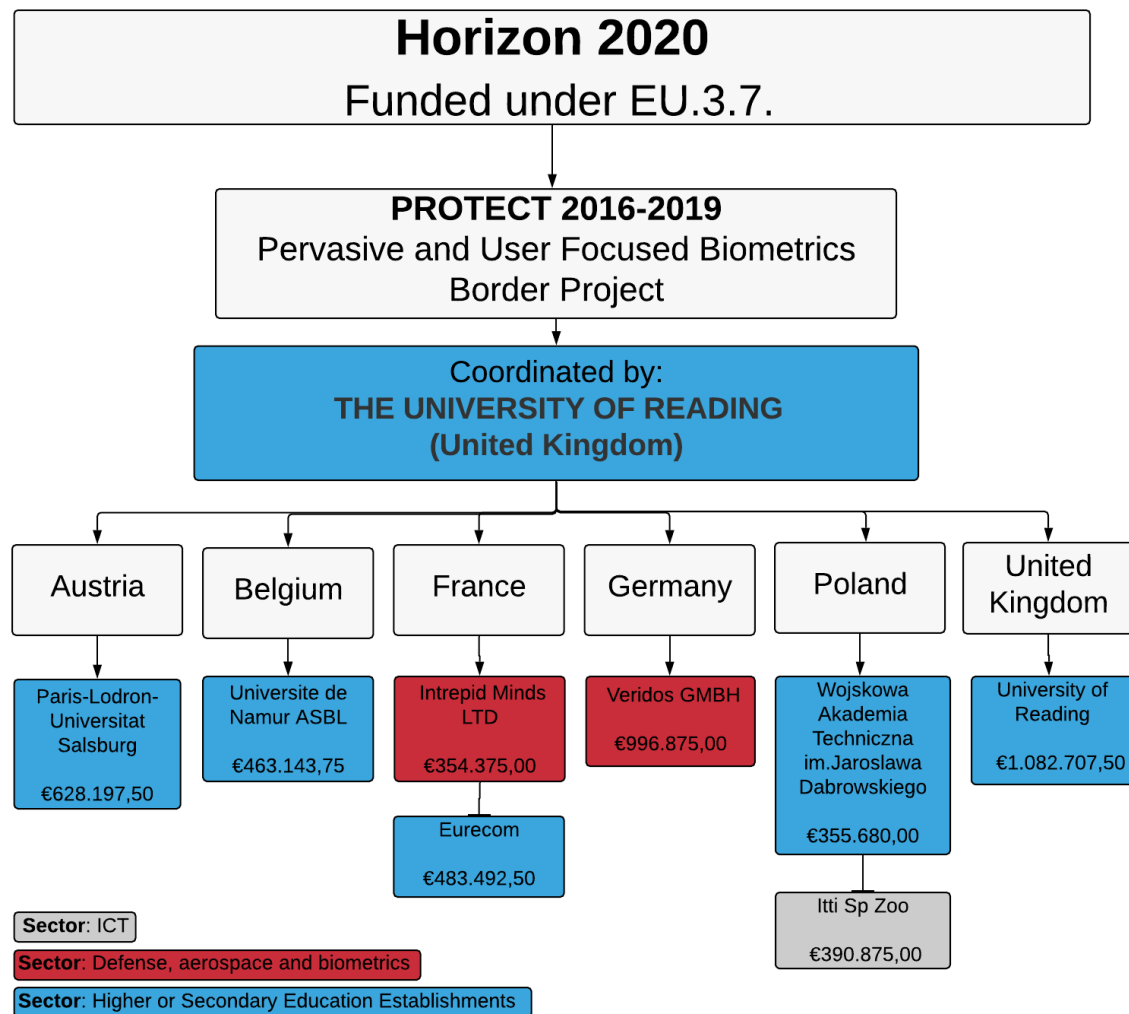 Horizon 2020
Funded under EU.3.7.
PROTECT 2016-2019
Pervasive and User Focused Biometrics
Border Project
Coordinated by:
THE UNIVERSITY OF READING
(United Kingdom)
Austria
Belgium
France
Germany
Poland
United
Kingdom
Paris-Lodron-
Universitat
Salsburg
€628.197,50
Universite de
Namur ASBL
€463.143,75
Intrepid Minds
LTD
€354.375,00
Eurecom
€483.492,50
Veridos GMBH
€996.875,00
Wojskowa
Akademia
Techniczna
im.Jaroslawa
Dabrowskiego
€355.680,00
Itti Sp Zoo
€390.875,00
University of
Reading
€1.082.707,50
Sector: ICT
Sector: Defense, aerospace and biometrics
Sector: Higher or Secondary Education Establishments